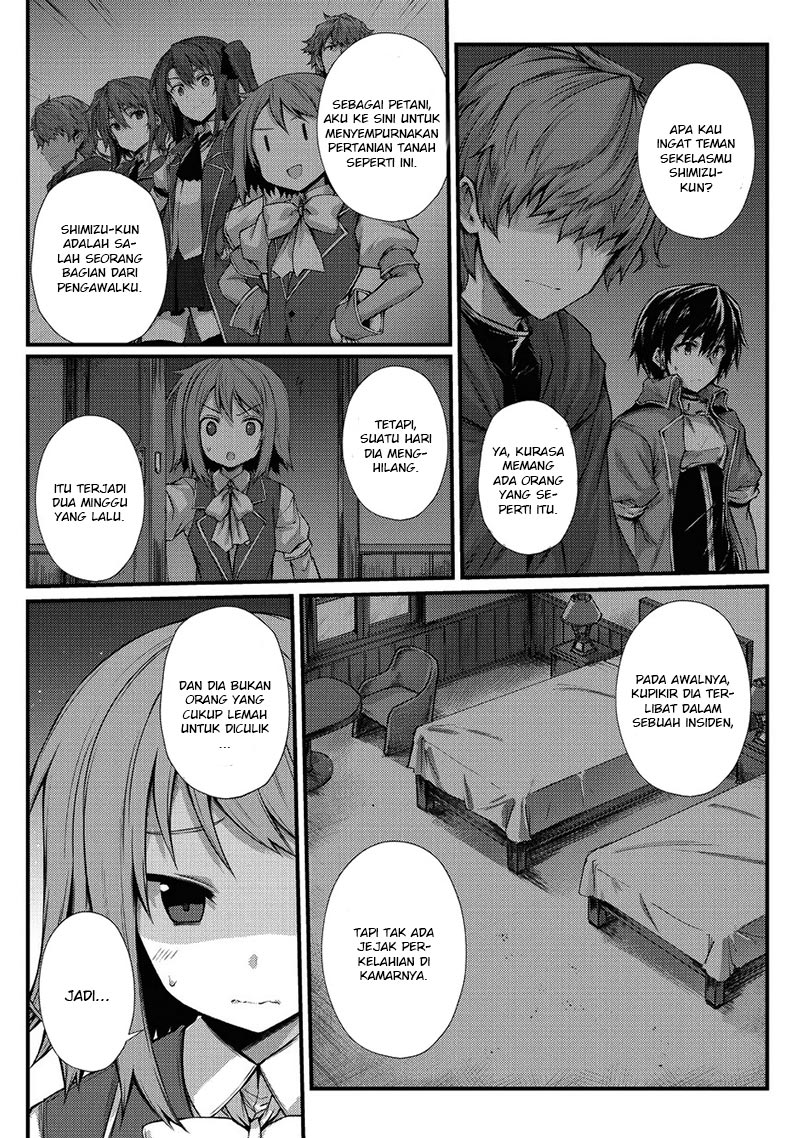 APA KAU
INGAT TEMAN
SEKELASMU
SHIMIZU-
KUN?
YA, KURASA
MEMANG
ADA ORANG
YANG SE-
PERTI ITU.
SEBAGAI PETANI,
AKU KE SINI UNTUK
MENYEMPURNAKAN
PERTANIAN TANAH
SEPERTI INI.
SHIMIZU-KUN
ADALAH SA-
LAH SEORANG
BAGIAN DARI
PENGAWALKU.
TETAPI,
SUATU HARI
DIA MENG-
HILANG.
ITU TERJADI
DUA MINGGU
YANG LALU.
PADA AWALNYA,
KUPIKIR DIA TER-
LIBAT DALAM
SEBUAH INSIDEN,
TAPI TAK ADA
JEJAK PER-
KELAHIAN DI
KAMARNYA.
DAN DIA BUKAN
ORANG YANG
CUKUP LEMAH
UNTUK DICULIK
...
JADI...